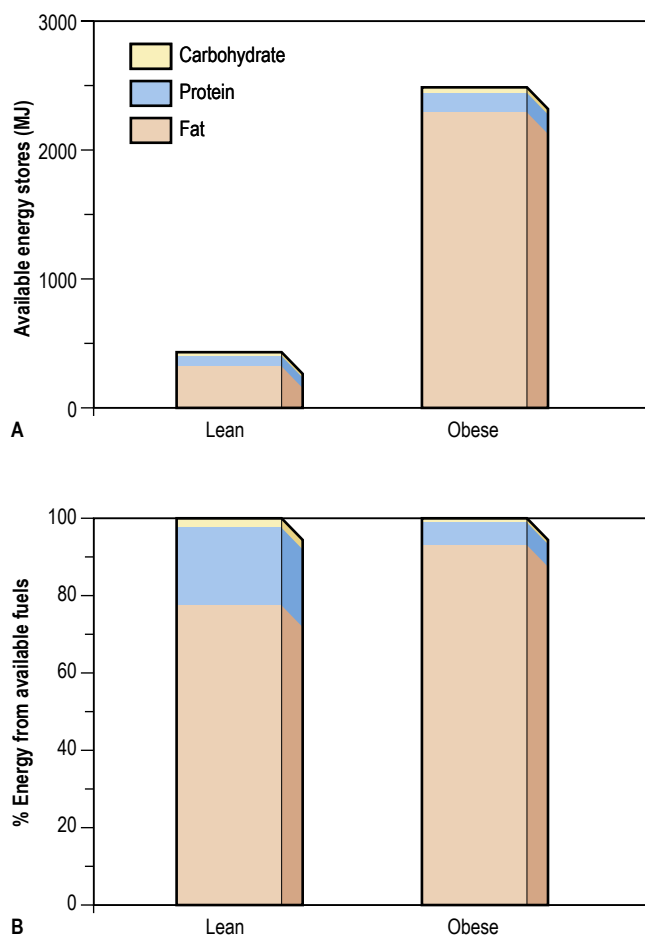 3000
Carbohydrate
Protein
Fat
2000
Available energy stores (MJ)
1000
0
A
Lean
Obese
100
80
60
% Energy from available fuels
40
20
0
B
Lean
Obese